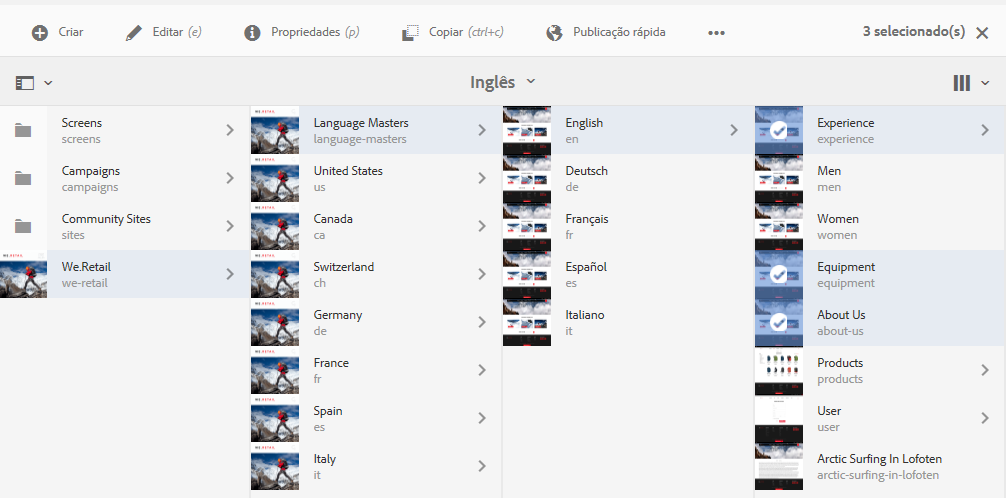 Criar Editar (e) Propriedades (p) Copiar (ctrl+c) Publicação rápida 3 selecionado(s)
Inglês
Screens
screens
Campaigns
campaigns
Community Sites
sites
We.Retail
we-retail
Language Masters
language-masters
United States
us
Canada
ca
Switzerland
ch
Germany
de
France
fr
Spain
es
Italy
it
English
en
Deutsch
de
Français
fr
Español
es
Italiano
it
Experience
experience
Men
men
Women
women
Equipment
equipment
About Us
about-us
Products
products
User
user
Arctic Surfing In Lofoten
arctic-surfing-in-lofoten